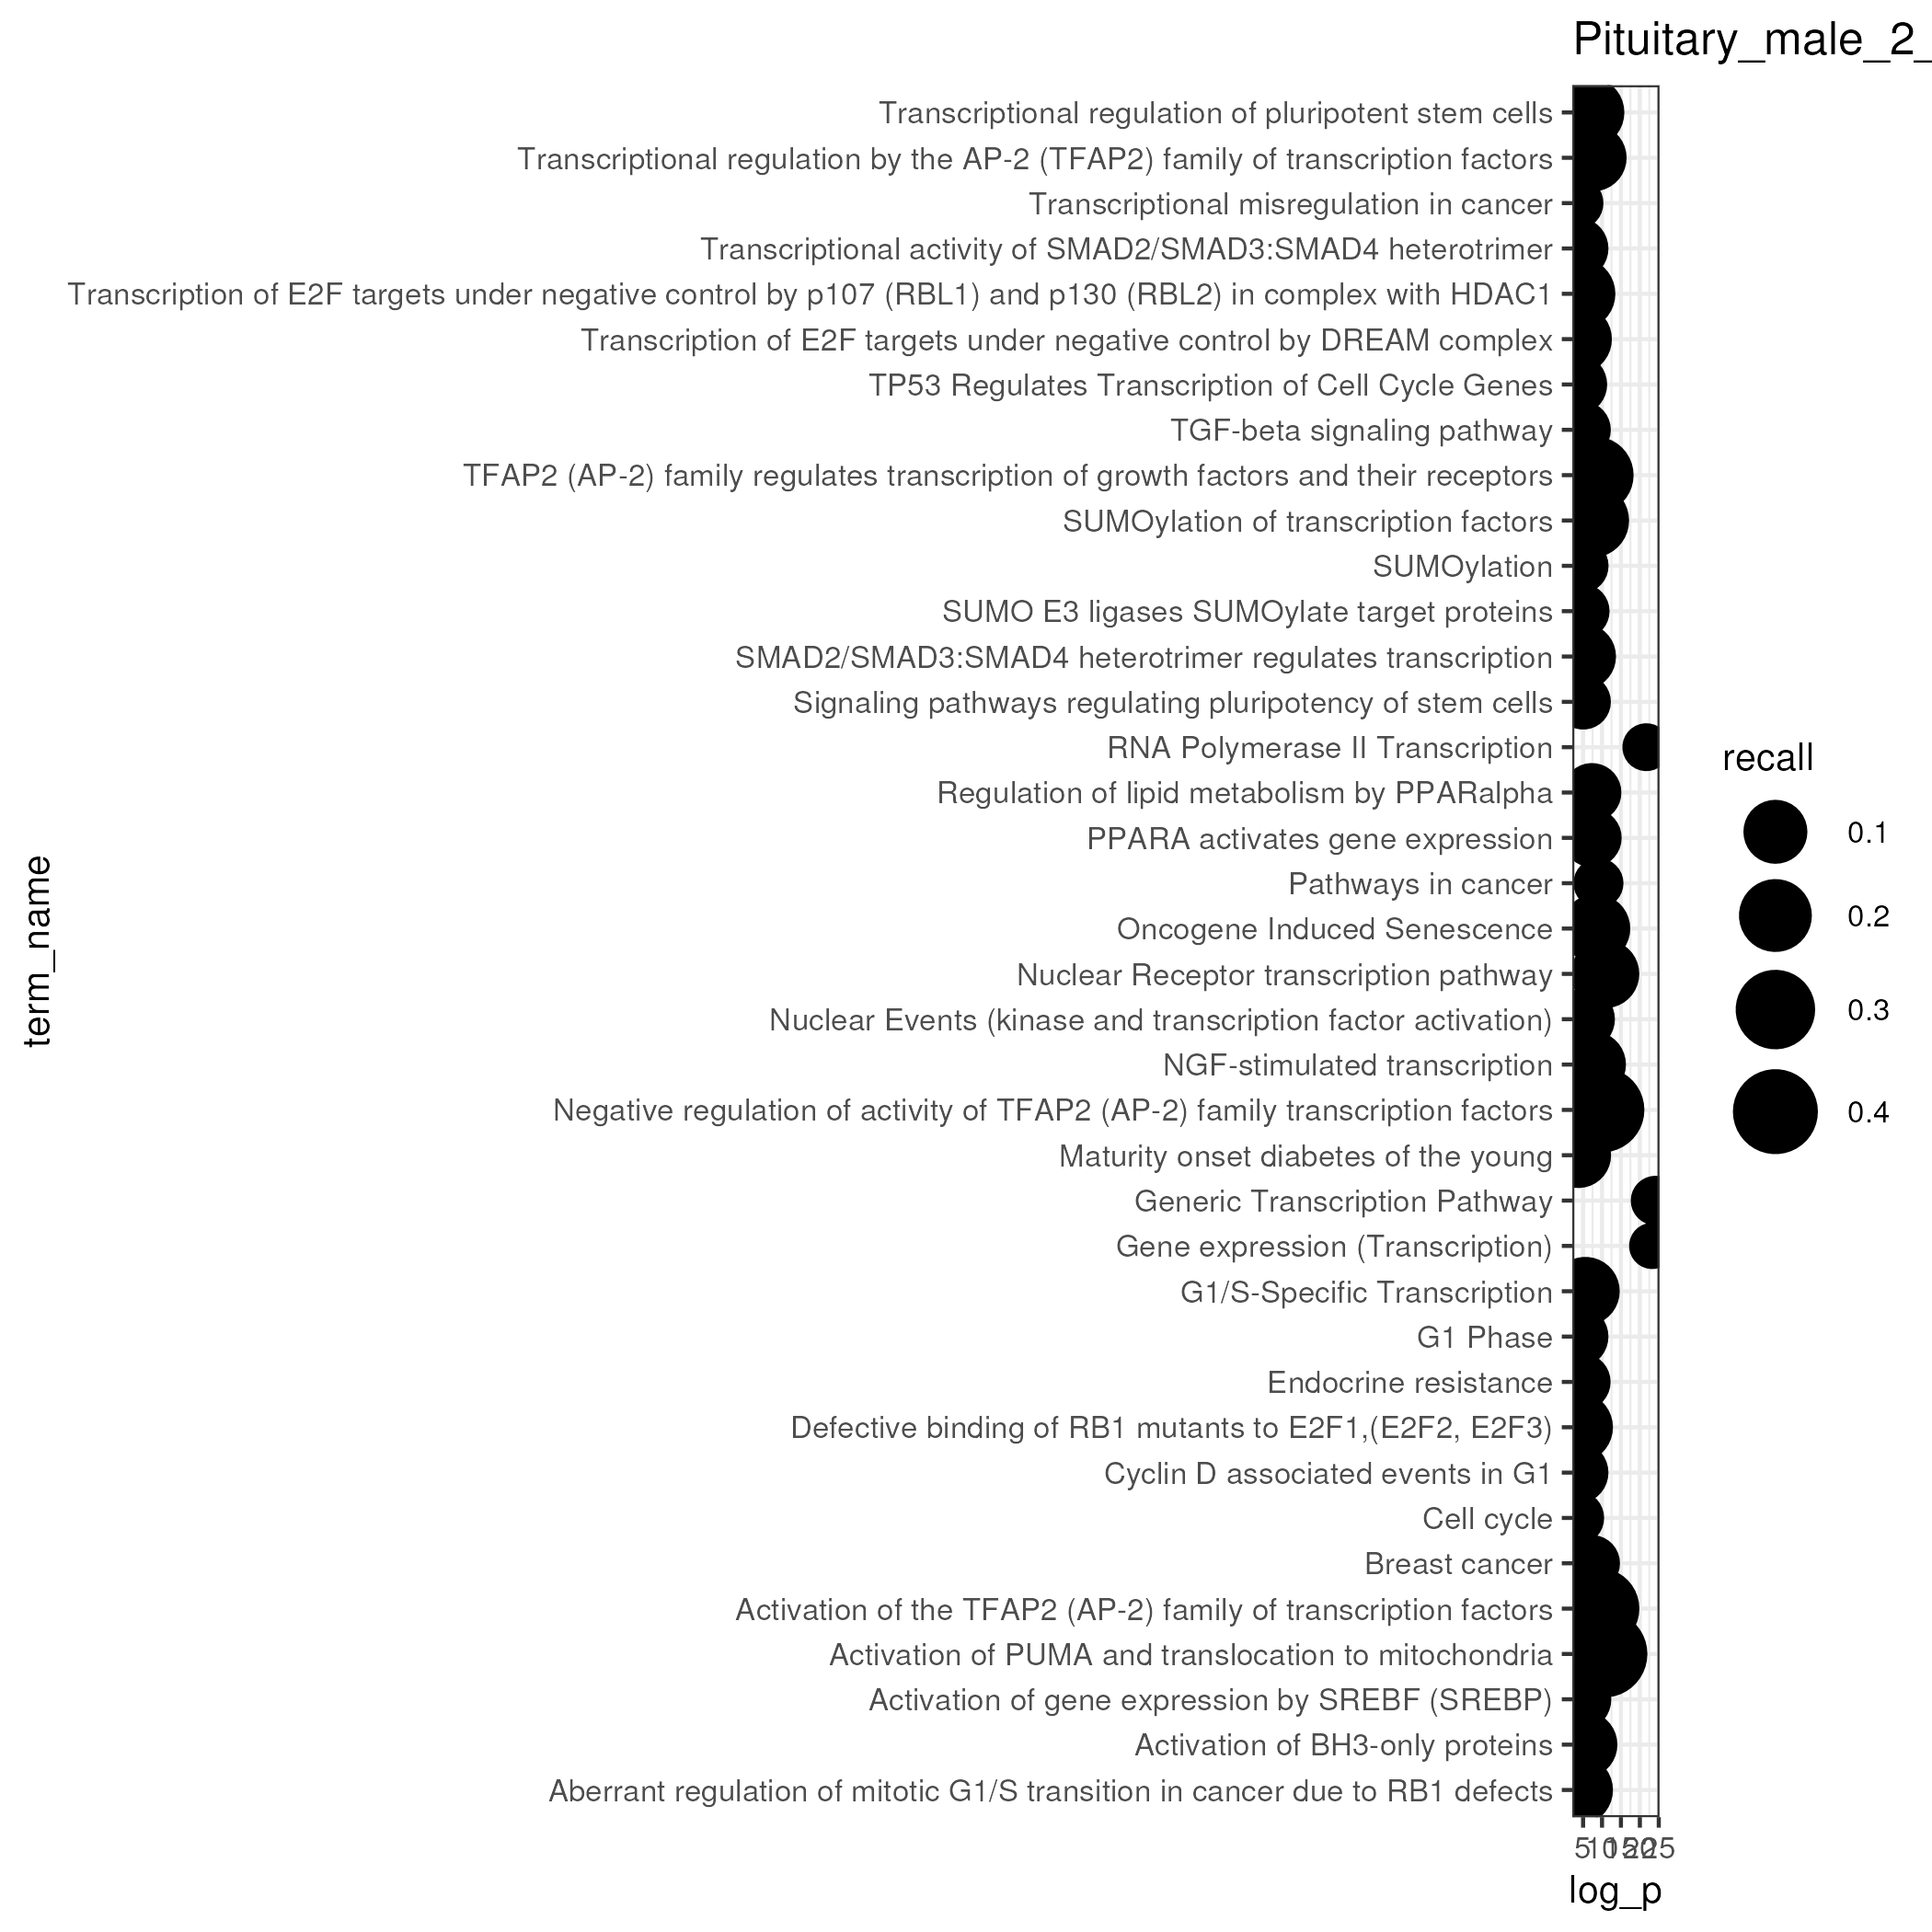 Pituitary_male_2_
Transcriptional regulation of pluripotent stem cells
Transcriptional regulation by the AP-2 (TFAP2) family of transcription factors
Transcriptional misregulation in cancer
Transcriptional activity of SMAD2/SMAD3:SMAD4 heterotrimer
Transcription of E2F targets under negative control by p107 (RBL1) and p130 (RBL2) in complex with HDAC1
Transcription of E2F targets under negative control by DREAM complex
TP53 Regulates Transcription of Cell Cycle Genes
TGF-beta signaling pathway
TFAP2 (AP-2) family regulates transcription of growth factors and their receptors
SUMOylation of transcription factors
SUMOylation
SUMO E3 ligases SUMOylate target proteins
SMAD2/SMAD3:SMAD4 heterotrimer regulates transcription
Signaling pathways regulating pluripotency of stem cells
RNA Polymerase II Transcription
Regulation of lipid metabolism by PPARalpha
PPARA activates gene expression
Pathways in cancer
Oncogene Induced Senescence
Nuclear Receptor transcription pathway
Nuclear Events (kinase and transcription factor activation)
NGF-stimulated transcription
Negative regulation of activity of TFAP2 (AP-2) family transcription factors
Maturity onset diabetes of the young
Generic Transcription Pathway
Gene expression (Transcription)
G1/S-Specific Transcription
G1 Phase
Endocrine resistance
Defective binding of RB1 mutants to E2F1,(E2F2, E2F3)
Cyclin D associated events in G1
Cell cycle
Breast cancer
Activation of the TFAP2 (AP-2) family of transcription factors
Activation of PUMA and translocation to mitochondria
Activation of gene expression by SREBF (SREBP)
Activation of BH3-only proteins
Aberrant regulation of mitotic G1/S transition in cancer due to RB1 defects
term_name
5 10 15 20 25
log_p
recall
0.1
0.2
0.3
0.4